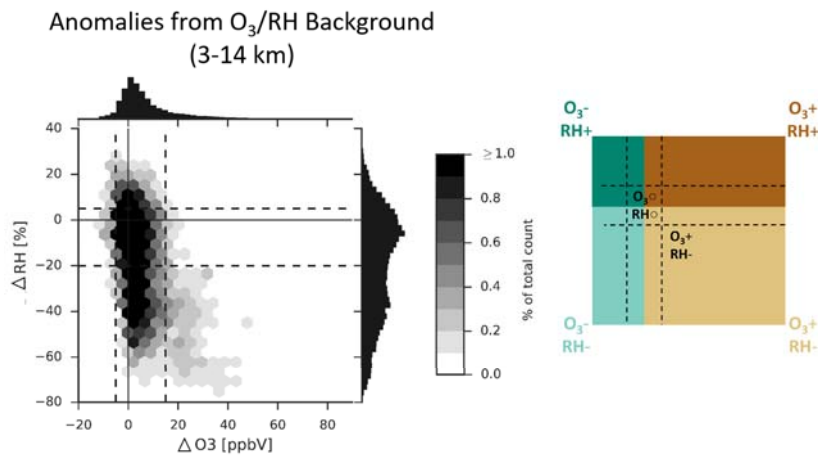 Anomalies from O₃/RH Background
(3-14 km)
40
20
0
−20
−40
−60
−80
Δ RH [%]
−20
0
20
40
60
80
Δ O3 [ppbV]
≥ 1.0
0.8
0.6
0.4
0.2
0.0
% of total count
O₃-
RH+
O₃+
RH+
O₃○
RH○
O₃+
RH-
O₃-
RH-
O₃+
RH-